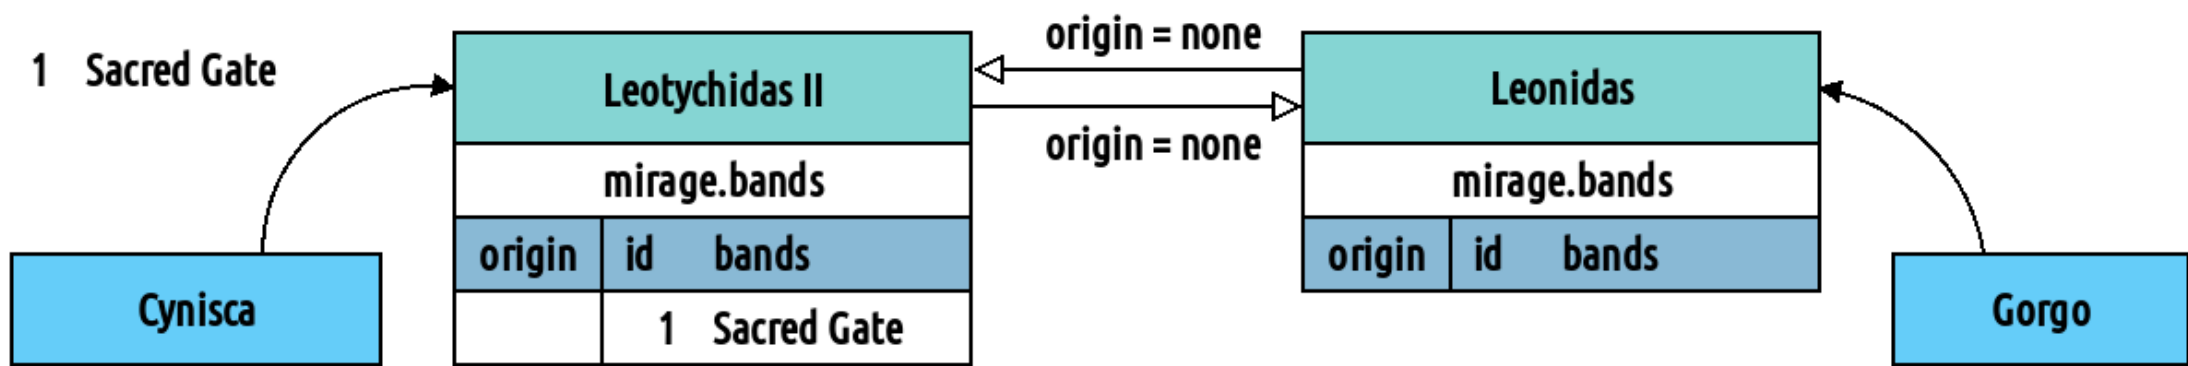 1 Sacred Gate
Cynisca
Leotychidas II
mirage.bands
origin id bands
1 Sacred Gate
origin = none
origin = none
Leonidas
mirage.bands
origin id bands
Gorgo